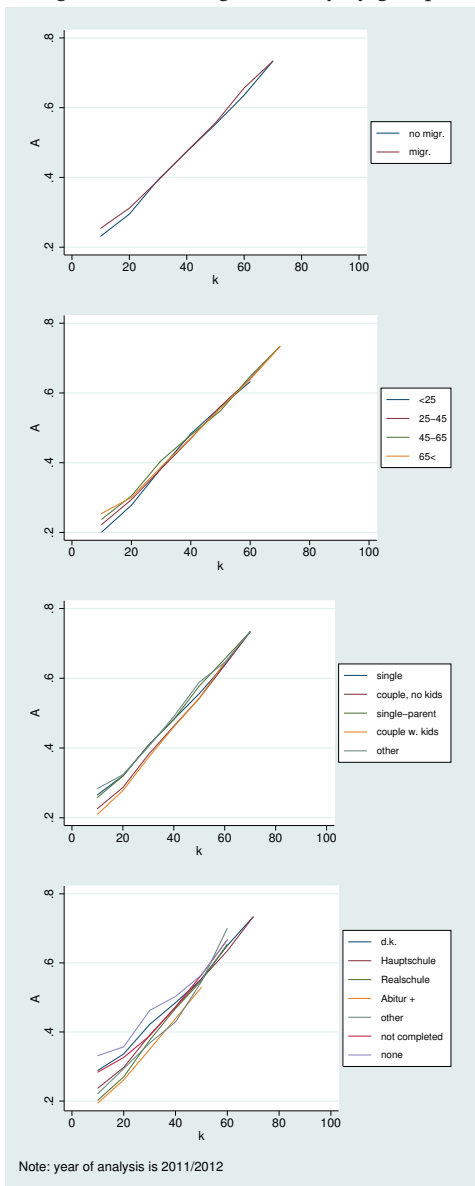 .8
.6
A
.4
.2
0 20 40 60 80 100
k
no migr.
migr.
.8
.6
A
.4
.2
0 20 40 60 80 100
k
<25
25-45
45-65
65<
.8
.6
A
.4
.2
0 20 40 60 80 100
k
single
couple, no kids
single-parent
couple w. kids
other
.8
.6
A
.4
.2
0 20 40 60 80 100
k
d.k.
Hauptschule
Realschule
Abitur +
other
not completed
none
Note: year of analysis is 2011/2012